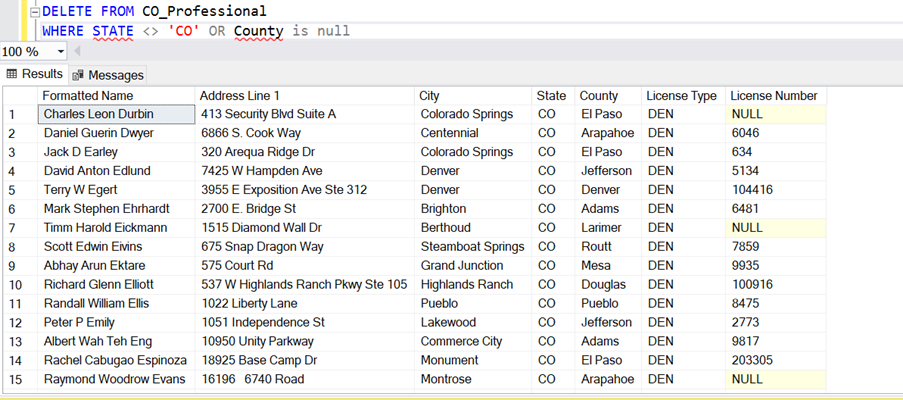 DELETE FROM CO_Professional
WHERE STATE <> 'CO' OR County is null
100 %
Results Messages
Formatted Name Address Line 1 City State County License Type License Number
1 Charles Leon Durbin 413 Security Blvd Suite A Colorado Springs CO El Paso DEN NULL
2 Daniel Guerin Dwyer 6866 S. Cook Way Centennial CO Arapahoe DEN 6046
3 Jack D Earley 320 Arequa Ridge Dr Colorado Springs CO El Paso DEN 634
4 David Anton Edlund 7425 W Hampden Ave Denver CO Jefferson DEN 5134
5 Terry W Egert 3955 E Exposition Ave Ste 312 Denver CO Denver DEN 104416
6 Mark Stephen Ehrhardt 2700 E. Bridge St Brighton CO Adams DEN 6481
7 Timm Harold Eickmann 1515 Diamond Wall Dr Berthoud CO Larimer DEN NULL
8 Scott Edwin Eivins 675 Snap Dragon Way Steamboat Springs CO Routt DEN 7859
9 Abhay Arun Ektare 575 Court Rd Grand Junction CO Mesa DEN 9935
10 Richard Glenn Elliott 537 W Highlands Ranch Pkwy Ste 105 Highlands Ranch CO Douglas DEN 100916
11 Randall William Ellis 1022 Liberty Lane Pueblo CO Pueblo DEN 8475
12 Peter P Emily 1051 Independence St Lakewood CO Jefferson DEN 2773
13 Albert Wah Teh Eng 10950 Unity Parkway Commerce City CO Adams DEN 9817
14 Rachel Cabugao Espinoza 18925 Base Camp Dr Monument CO El Paso DEN 203305
15 Raymond Woodrow Evans 16196   6740 Road Montrose CO Arapahoe DEN NULL